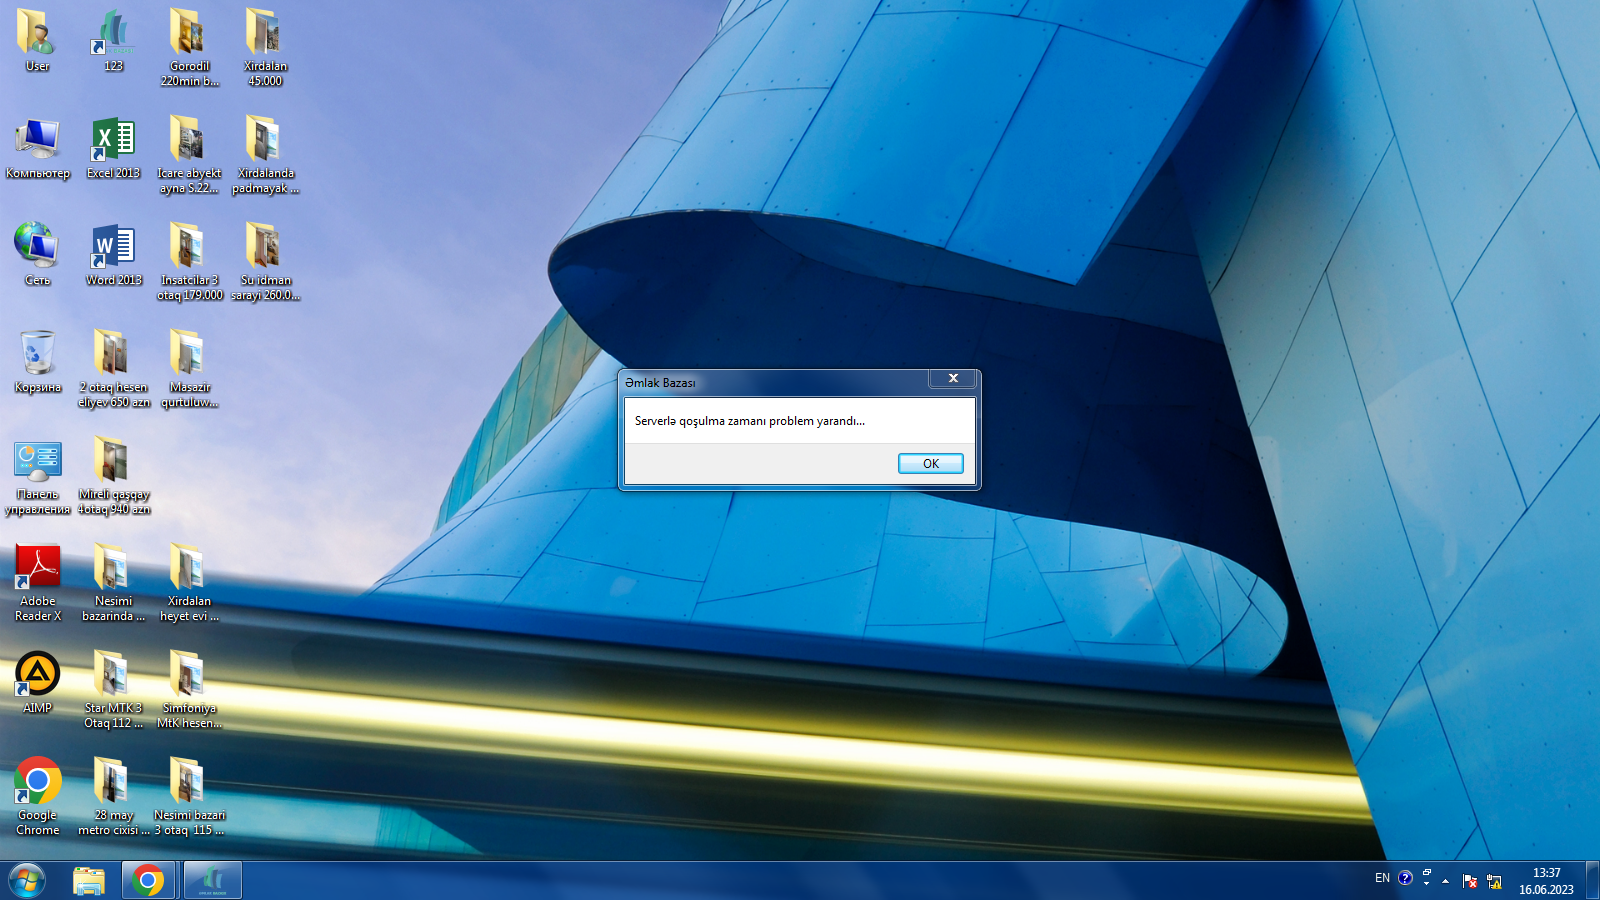 User
123
Gorodil
220min b...
Xirdalan
45.000
Компьютер
Excel 2013
Icare abyekt
ayna S.22...
Xirdalanda
padmayak ...
Сеть
Word 2013
Insatcilar 3
otaq 179.000
Su idman
sarayi 260.0...
Корзина
2 otaq hesen
eliyev 650 azn
Masazir
qurtuluw...
Панель
управления
Mireli qaşqay
4otaq 940 azn
Adobe
Reader X
Nesimi
bazarında ...
Xirdalan
heyet evi ...
AIMP
Star MTK 3
Otaq 112 ...
Simfoniya
MtK hesen...
Google
Chrome
28 may
metro cixisi ...
Nesimi bazari
3 otaq 115 ...
Əmlak Bazası
Serverlə qoşulma zamanı problem yarandı...
OK
EN
13:37
16.06.2023